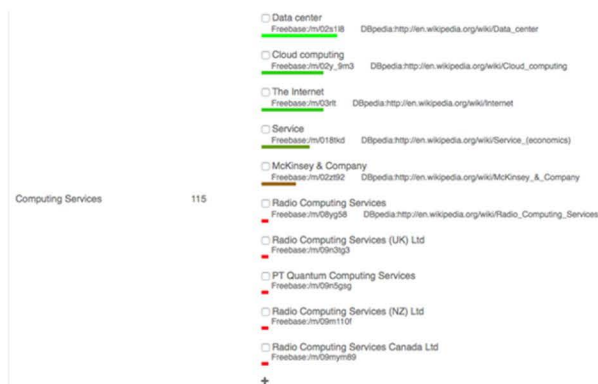 Data center
Freebase:/m/02s1l8 DBpedia:http://en.wikipedia.org/wiki/Data_center
Cloud computing
Freebase:/m/02y_9m3 DBpedia:http://en.wikipedia.org/wiki/Cloud_computing
The Internet
Freebase:/m/03rlt DBpedia:http://en.wikipedia.org/wiki/Internet
Service
Freebase:/m/018tkd DBpedia:http://en.wikipedia.org/wiki/Service_(economics)
McKinsey & Company
Freebase:/m/02zt92 DBpedia:http://en.wikipedia.org/wiki/McKinsey_&_Company
Computing Services 115
Radio Computing Services
Freebase:/m/08yg58 DBpedia:http://en.wikipedia.org/wiki/Radio_Computing_Services
Radio Computing Services (UK) Ltd
Freebase:/m/09n3tg3
PT Quantum Computing Services
Freebase:/m/09n5gsg
Radio Computing Services (NZ) Ltd
Freebase:/m/09m110f
Radio Computing Services Canada Ltd
Freebase:/m/09mym89
+